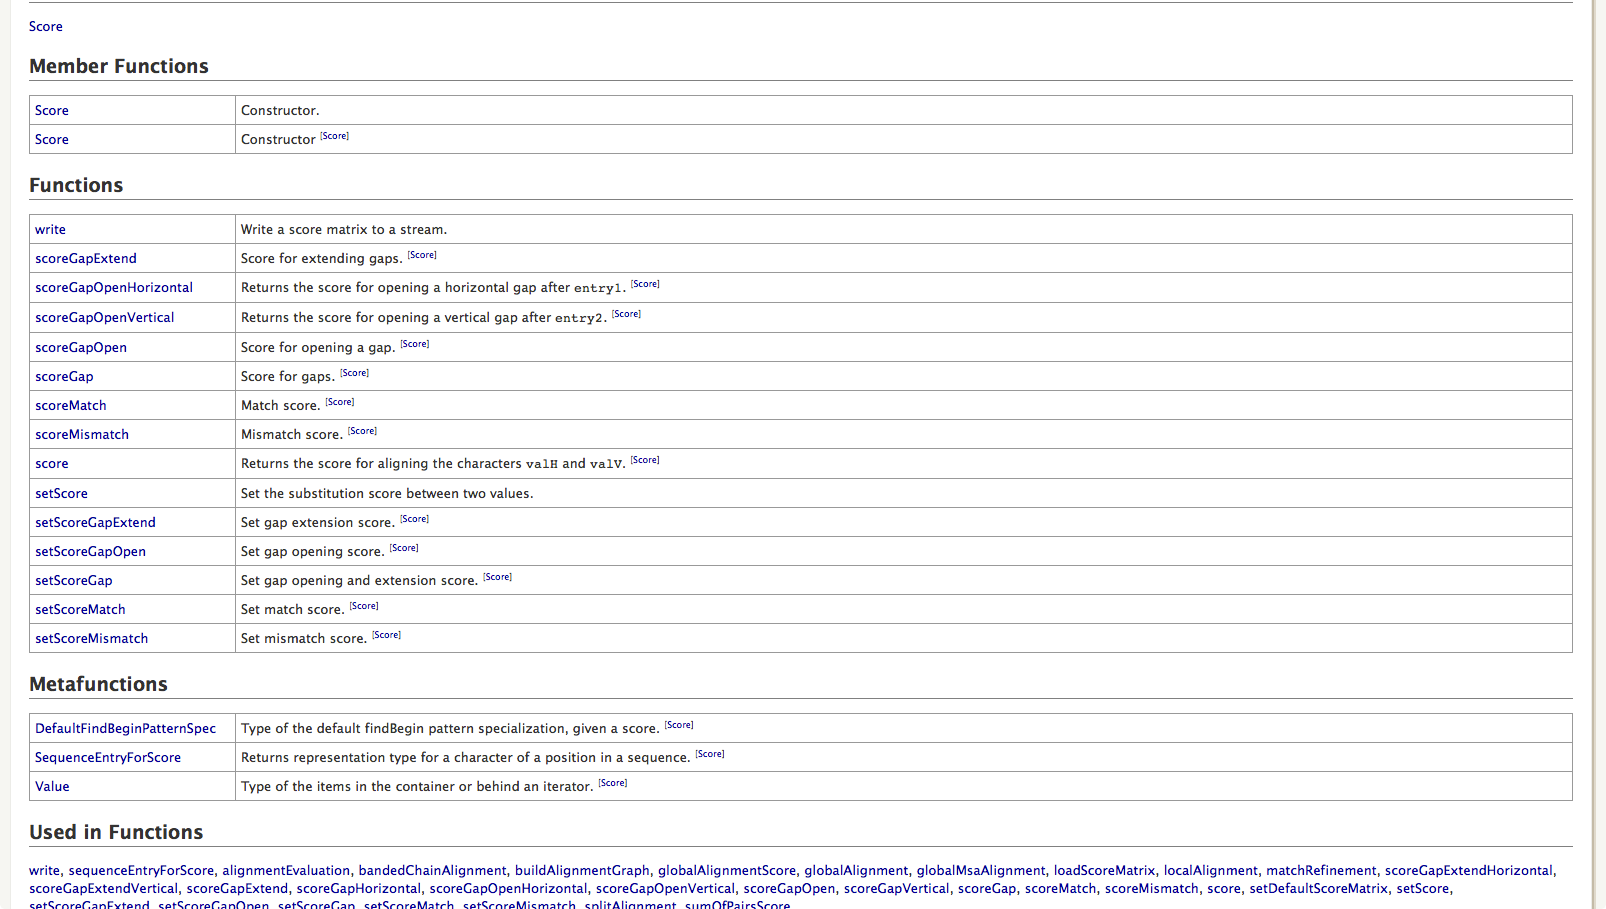 Score
Member Functions
Score Constructor.
Score Constructor [Score]
Functions
write Write a score matrix to a stream.
scoreGapExtend Score for extending gaps. [Score]
scoreGapOpenHorizontal Returns the score for opening a horizontal gap after entry1. [Score]
scoreGapOpenVertical Returns the score for opening a vertical gap after entry2. [Score]
scoreGapOpen Score for opening a gap. [Score]
scoreGap Score for gaps. [Score]
scoreMatch Match score. [Score]
scoreMismatch Mismatch score. [Score]
score Returns the score for aligning the characters valH and valV. [Score]
setScore Set the substitution score between two values.
setScoreGapExtend Set gap extension score. [Score]
setScoreGapOpen Set gap opening score. [Score]
setScoreGap Set gap opening and extension score. [Score]
setScoreMatch Set match score. [Score]
setScoreMismatch Set mismatch score. [Score]
Metafunctions
DefaultFindBeginPatternSpec Type of the default findBegin pattern specialization, given a score. [Score]
SequenceEntryForScore Returns representation type for a character of a position in a sequence. [Score]
Value Type of the items in the container or behind an iterator. [Score]
Used in Functions
write, sequenceEntryForScore, alignmentEvaluation, bandedChainAlignment, buildAlignmentGraph, globalAlignmentScore, globalAlignment, globalMsaAlignment, loadScoreMatrix, localAlignment, matchRefinement, scoreGapExtendHorizontal,
scoreGapExtendVertical, scoreGapExtend, scoreGapHorizontal, scoreGapOpenHorizontal, scoreGapOpenVertical, scoreGapOpen, scoreGapVertical, scoreGap, scoreMatch, scoreMismatch, score, setDefaultScoreMatrix, setScore,
setScoreGapExtend, setScoreGapOpen, setScoreGap, setScoreMatch, setScoreMismatch, splitAlignment, sumOfPairsScore